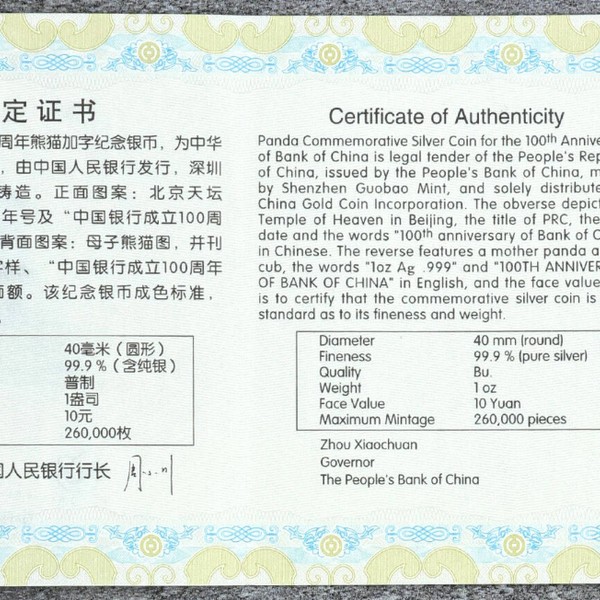 定证书
周年熊猫加字纪念银币，为中华
，由中国人民银行发行，深圳
铸造。正面图案：北京天坛
年号及“中国银行成立100周
背面图案：母子熊猫图，并刊
字样、“中国银行成立100周年
面额。该纪念银币成色标准，
40毫米（圆形）
99.9％（含纯银）
普制
1盎司
10元
260,000枚
国人民银行行长
Certificate of Authenticity
Panda Commemorative Silver Coin for the 100th Annive
of Bank of China is legal tender of the People's Rep
of China, issued by the People's Bank of China, m
by Shenzhen Guobao Mint, and solely distribute
China Gold Coin Incorporation. The obverse depict
Temple of Heaven in Beijing, the title of PRC, the
date and the words "100th anniversary of Bank of C
in Chinese. The reverse features a mother panda a
cub, the words "1oz Ag .999" and "100TH ANNIVER
OF BANK OF CHINA" in English, and the face value
is to certify that the commemorative silver coin is
standard as to its fineness and weight.
Diameter 40 mm (round)
Fineness 99.9 % (pure silver)
Quality Bu.
Weight 1 oz
Face Value 10 Yuan
Maximum Mintage 260,000 pieces
Zhou Xiaochuan
Governor
The People's Bank of China